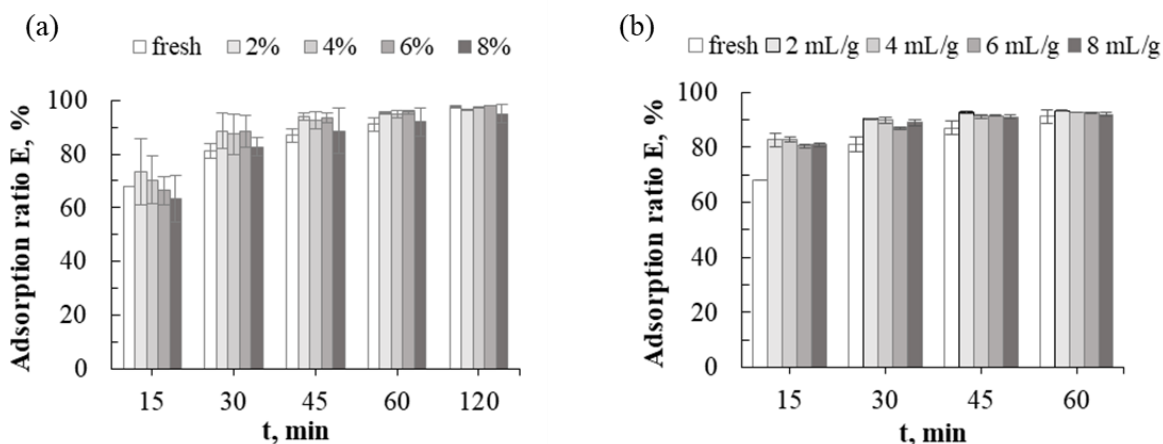 (a)
fresh 2% 4% 6% 8%
Adsorption ratio E, %
100
80
60
40
20
0
15 30 45 60 120
t, min
(b)
fresh 2 mL/g 4 mL/g 6 mL/g 8 mL/g
Adsorption ratio E, %
100
80
60
40
20
0
15 30 45 60
t, min